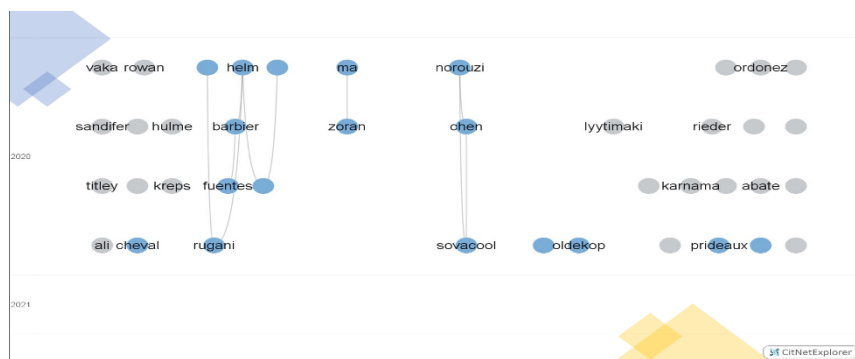 vaka rowan helm ma norouzi ordonez
sandifer hulme barbier zoran chen lyytimaki rieder
2020
titley kreps fuentes karnama abate
ali cheval rugani sovacool oldekop prideaux
2021
CitNetExplorer